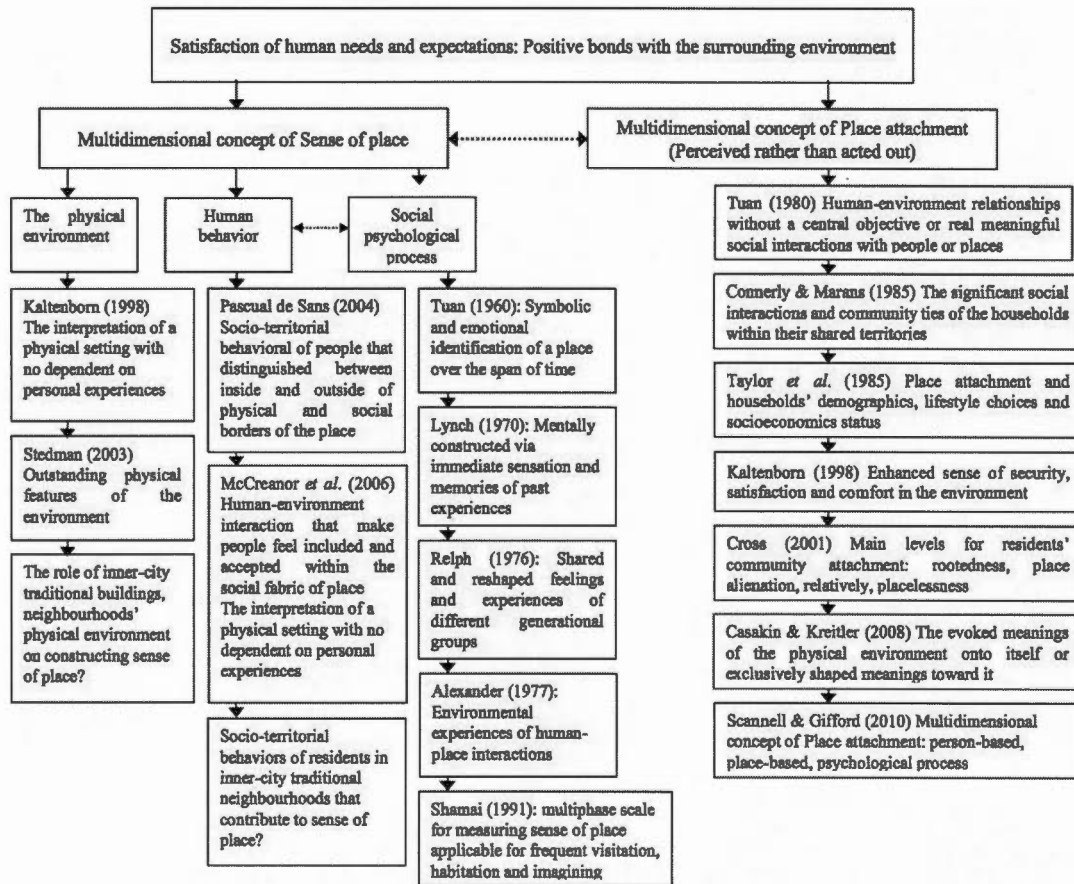 Satisfaction of human needs and expectations: Positive bonds with the surrounding environment
Multidimensional concept of Sense of place
Multidimensional concept of Place attachment
(Perceived rather than acted out)
The physical
environment
Human
behavior
Social
psychological
process
Kaltenborn (1998)
The interpretation of a
physical setting with
no dependent on
personal experiences
Stedman (2003)
Outstanding physical
features of the
environment
The role of inner-city
traditional buildings,
neighbourhoods'
physical environment
on constructing sense
of place?
Pascual de Sans (2004)
Socio-territorial
behavioral of people that
distinguished between
inside and outside of
physical and social
borders of the place
McCreanor et al. (2006)
Human-environment
interaction that make
people feel included and
accepted within the
social fabric of place
The interpretation of a
physical setting with no
dependent on personal
experiences
Socio-territorial
behaviors of residents in
inner-city traditional
neighbourhoods that
contribute to sense of
place?
Tuan (1960): Symbolic
and emotional
identification of a place
over the span of time
Lynch (1970): Mentally
constructed via
immediate sensation and
memories of past
experiences
Relph (1976): Shared
and reshaped feelings
and experiences of
different generational
groups
Alexander (1977):
Environmental
experiences of human-
place interactions
Shamai (1991): multiphase scale
for measuring sense of place
applicable for frequent visitation,
habitation and imagining
Tuan (1980) Human-environment relationships
without a central objective or real meaningful
social interactions with people or places
Connerly & Marans (1985) The significant social
interactions and community ties of the households
within their shared territories
Taylor et al. (1985) Place attachment and
households' demographics, lifestyle choices and
socioeconomics status
Kaltenborn (1998) Enhanced sense of security,
satisfaction and comfort in the environment
Cross (2001) Main levels for residents'
community attachment: rootedness, place
alienation, relatively, placelessness
Casakin & Kreitler (2008) The evoked meanings
of the physical environment onto itself or
exclusively shaped meanings toward it
Scannell & Gifford (2010) Multidimensional
concept of Place attachment: person-based,
place-based, psychological process